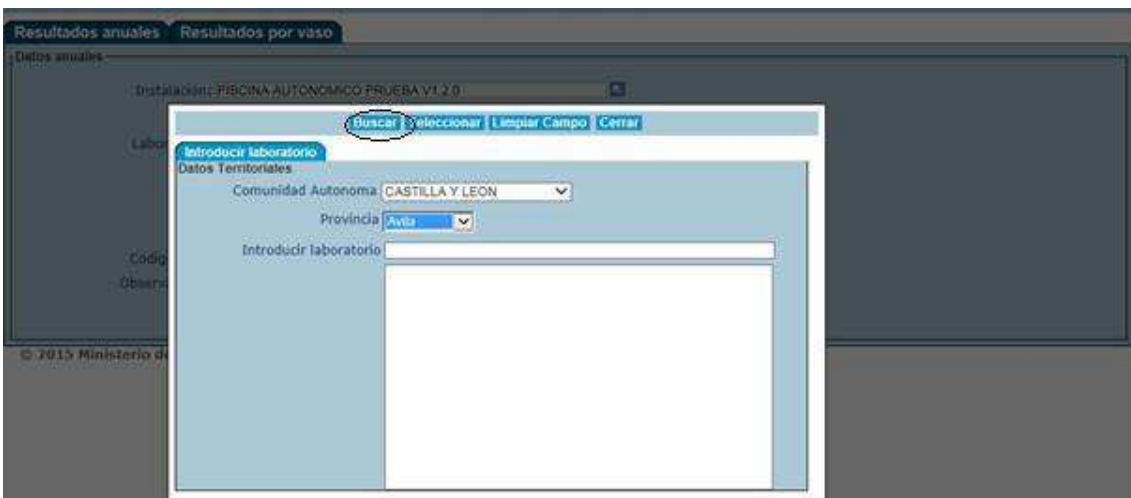 Resultados anuales Resultados por vaso
Datos anuales
Instalacion: PISCINA AUTONOMICO PRUEBA V1.2.0
Buscar Seleccionar Limpiar Campo Cerrar
Introducir laboratorio
Datos Territoriales
Comunidad Autonoma CASTILLA Y LEON
Provincia Avila
Introducir laboratorio
© 2015 Ministerio de